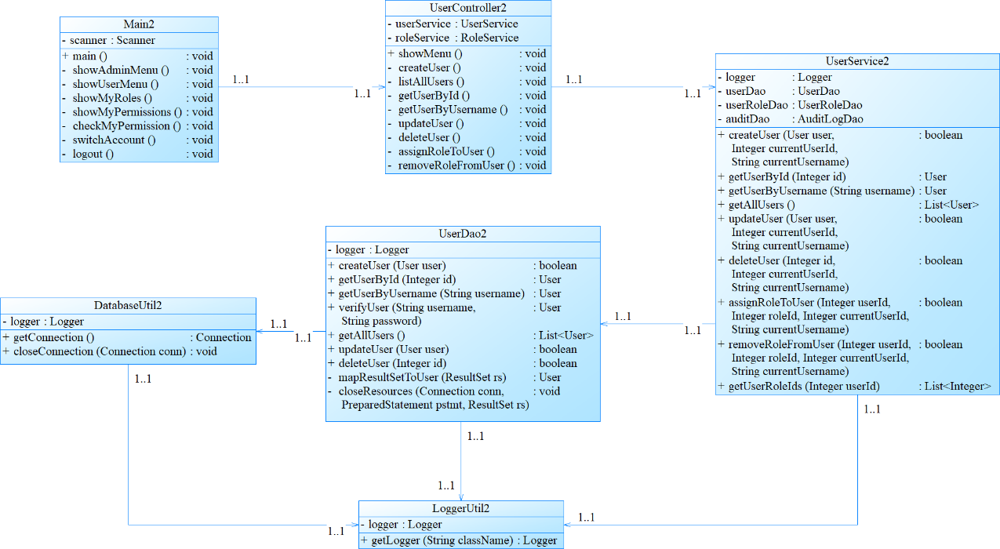 Main2
- scanner : Scanner
+ main () : void
- showAdminMenu () : void
- showUserMenu () : void
- showMyRoles () : void
- showMyPermissions () : void
- checkMyPermission () : void
- switchAccount () : void
- logout () : void
1..1
1..1
UserController2
- userService : UserService
- roleService : RoleService
+ showMenu () : void
- createUser () : void
- listAllUsers () : void
- getUserById () : void
- getUserByUsername () : void
- updateUser () : void
- deleteUser () : void
- assignRoleToUser () : void
- removeRoleFromUser () : void
1..1
1..1
UserService2
- logger : Logger
- userDao : UserDao
- userRoleDao : UserRoleDao
- auditDao : AuditLogDao
+ createUser (User user, : boolean
Integer currentUserId,
String currentUsername)
+ getUserById (Integer id) : User
+ getUserByUsername (String username) : User
+ getAllUsers () : List<User>
+ updateUser (User user, : boolean
Integer currentUserId,
String currentUsername)
+ deleteUser (Integer id, : boolean
Integer currentUserId,
String currentUsername)
+ assignRoleToUser (Integer userId, : boolean
Integer roleId, Integer currentUserId,
String currentUsername)
+ removeRoleFromUser (Integer userId, : boolean
Integer roleId, Integer currentUserId,
String currentUsername)
+ getUserRoleIds (Integer userId) : List<Integer>
1..1
1..1
UserDao2
- logger : Logger
+ createUser (User user) : boolean
+ getUserById (Integer id) : User
+ getUserByUsername (String username) : User
+ verifyUser (String username, : User
String password)
+ getAllUsers () : List<User>
+ updateUser (User user) : boolean
+ deleteUser (Integer id) : boolean
- mapResultSetToUser (ResultSet rs) : User
- closeResources (Connection conn, : void
PreparedStatement pstmt, ResultSet rs)
1..1
1..1
DatabaseUtil2
- logger : Logger
+ getConnection () : Connection
+ closeConnection (Connection conn) : void
1..1
1..1
1..1
1..1
1..1
1..1
LoggerUtil2
- logger : Logger
+ getLogger (String className) : Logger